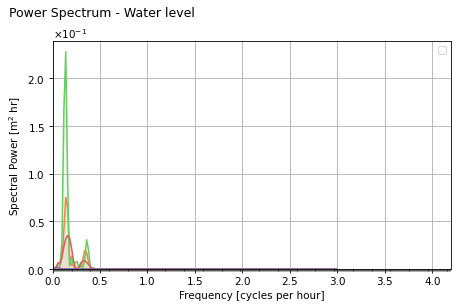 Power Spectrum - Water level
×10⁻¹
2.0
1.5
1.0
0.5
0.0
Spectral Power [m² hr]
0.0 0.5 1.0 1.5 2.0 2.5 3.0 3.5 4.0
Frequency [cycles per hour]